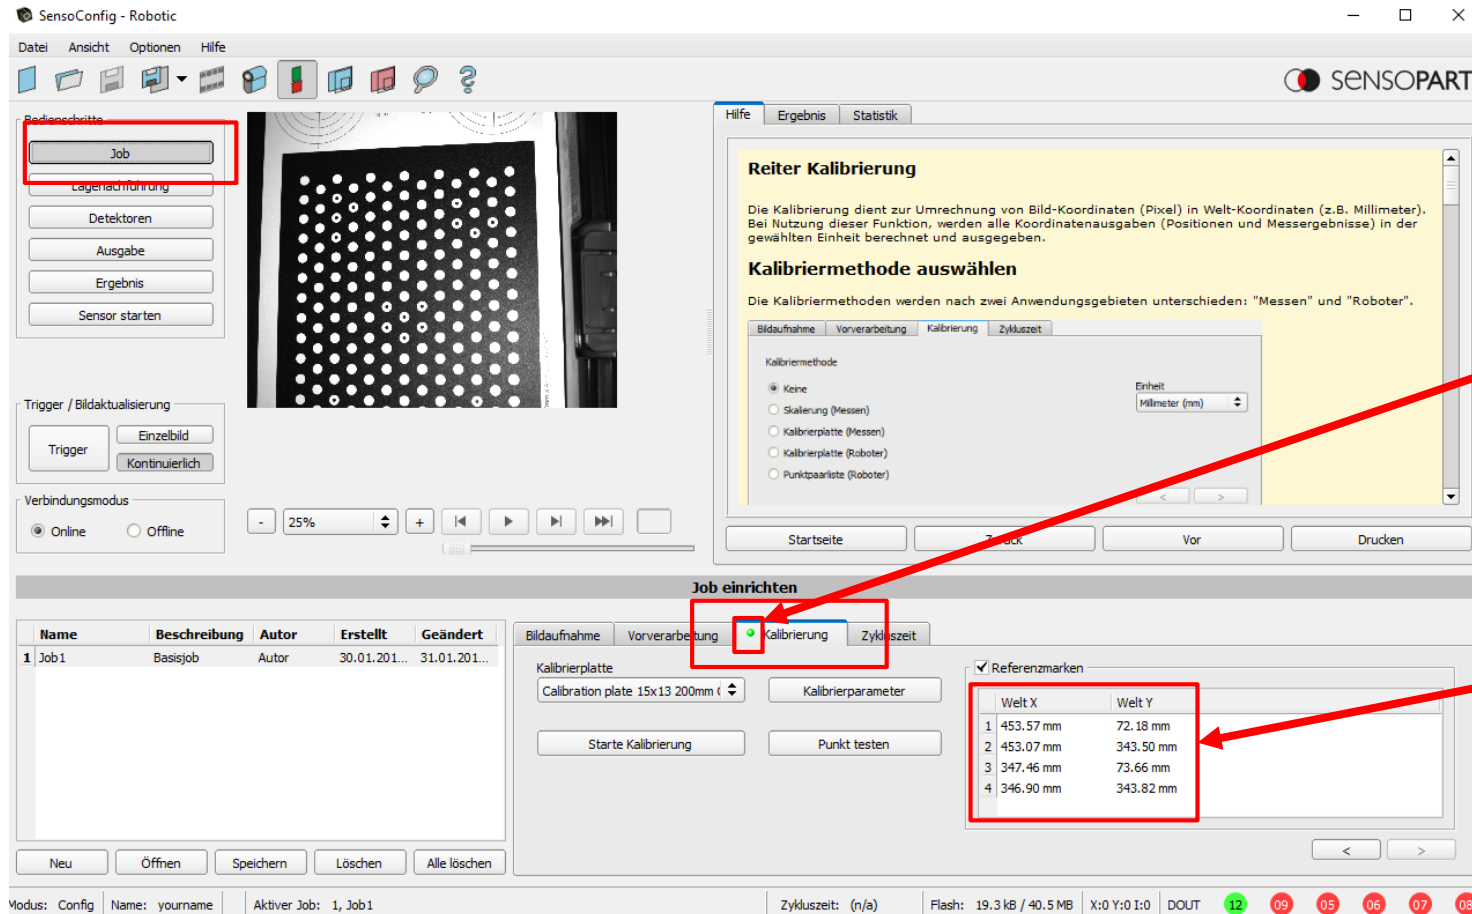 SensoConfig - Robotic
Datei Ansicht Optionen Hilfe
SENSOPART
Bedienschritte
Job
Lagenachführung
Detektoren
Ausgabe
Ergebnis
Sensor starten
Trigger / Bildaktualisierung
Trigger
Einzelbild
Kontinuierlich
Verbindungsmodus
Online Offline
- 25% +
Hilfe Ergebnis Statistik
Reiter Kalibrierung
Die Kalibrierung dient zur Umrechnung von Bild-Koordinaten (Pixel) in Welt-Koordinaten (z.B. Millimeter).
Bei Nutzung dieser Funktion, werden alle Koordinatenausgaben (Positionen und Messergebnisse) in der
gewählten Einheit berechnet und ausgegeben.
Kalibriermethode auswählen
Die Kalibriermethoden werden nach zwei Anwendungsgebieten unterschieden: "Messen" und "Roboter".
Bildaufnahme Vorverarbeitung Kalibrierung Zykluszeit
Kalibriermethode
Keine
Skalierung (Messen)
Kalibrierplatte (Messen)
Kalibrierplatte (Roboter)
Punktpaarliste (Roboter)
Einheit
Millimeter (mm)
< >
Startseite Zurück Vor Drucken
Job einrichten
Name Beschreibung Autor Erstellt Geändert
1 Job1 Basisjob Autor 30.01.201... 31.01.201...
Neu Öffnen Speichern Löschen Alle löschen
Bildaufnahme Vorverarbeitung Kalibrierung Zykluszeit
Kalibrierplatte
Calibration plate 15x13 200mm
Kalibrierparameter
Starte Kalibrierung
Punkt testen
Referenzmarken
Welt X Welt Y
1 453.57 mm 72.18 mm
2 453.07 mm 343.50 mm
3 347.46 mm 73.66 mm
4 346.90 mm 343.82 mm
< >
Modus: Config Name: yourname Aktiver Job: 1, Job1 Zykluszeit: (n/a) Flash: 19.3 kB / 40.5 MB X:0 Y:0 I:0 DOUT 12 09 05 06 07 08